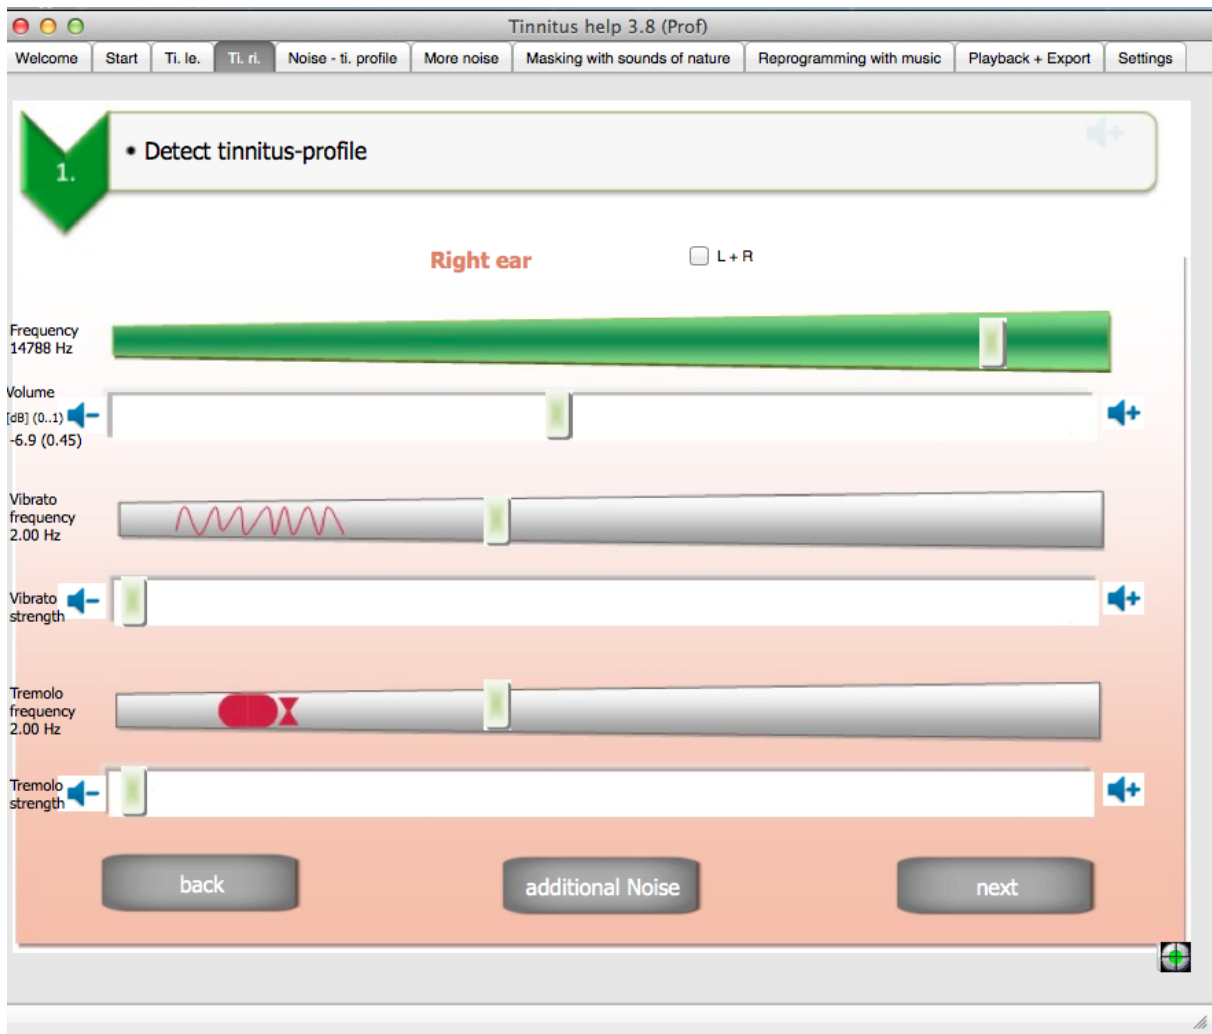 Tinnitus help 3.8 (Prof)
Welcome Start Ti. le. Ti. ri. Noise - ti. profile More noise Masking with sounds of nature Reprogramming with music Playback + Export Settings
1.
• Detect tinnitus-profile
Right ear
L + R
Frequency
14788 Hz
Volume
[dB] (0..1)
-6.9 (0.45)
Vibrato
frequency
2.00 Hz
Vibrato
strength
Tremolo
frequency
2.00 Hz
Tremolo
strength
back additional Noise next